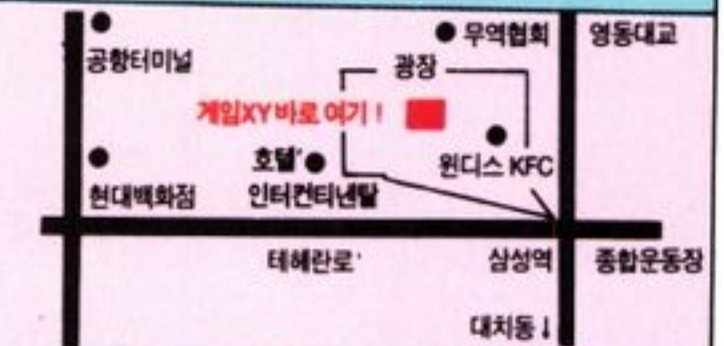 공항터미널
무역협회
영동대교
광장
게임XY 바로 여기 !
현대백화점
호텔
인터컨티넨탈
윈디스 KFC
테헤란로
삼성역
종합운동장
대치동↓